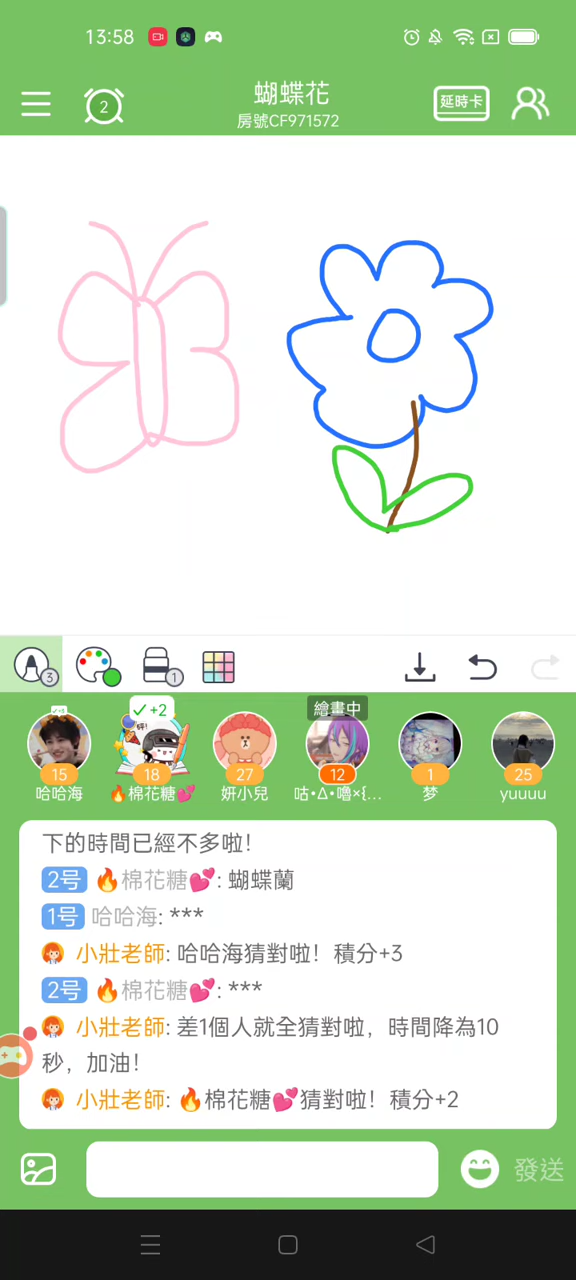 13:58
2
蝴蝶花
房號CF971572
延時卡
3
1
+2
繪畫中
15
18
27
12
1
25
哈哈海
🔥棉花糖💕
妍小兒
咕•Δ•嚕×{...
梦
yuuuu
下的時間已經不多啦！
2号 🔥棉花糖💕: 蝴蝶蘭
1号 哈哈海: ***
小壯老師: 哈哈海猜對啦！積分+3
2号 🔥棉花糖💕: ***
小壯老師: 差1個人就全猜對啦，時間降為10
秒，加油！
小壯老師: 🔥棉花糖💕猜對啦！積分+2
發送